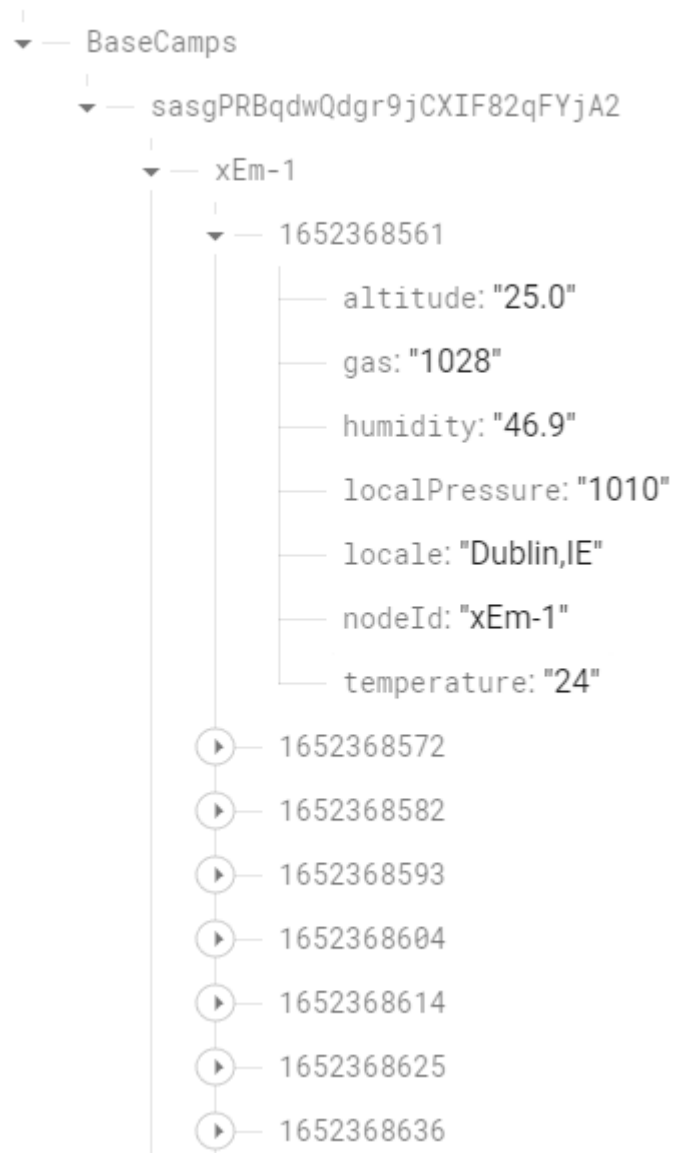 BaseCamps
sasgPRBqdwQdgr9jCXIF82qFYjA2
xEm-1
1652368561
altitude: "25.0"
gas: "1028"
humidity: "46.9"
localPressure: "1010"
locale: "Dublin,IE"
nodeId: "xEm-1"
temperature: "24"
1652368572
1652368582
1652368593
1652368604
1652368614
1652368625
1652368636